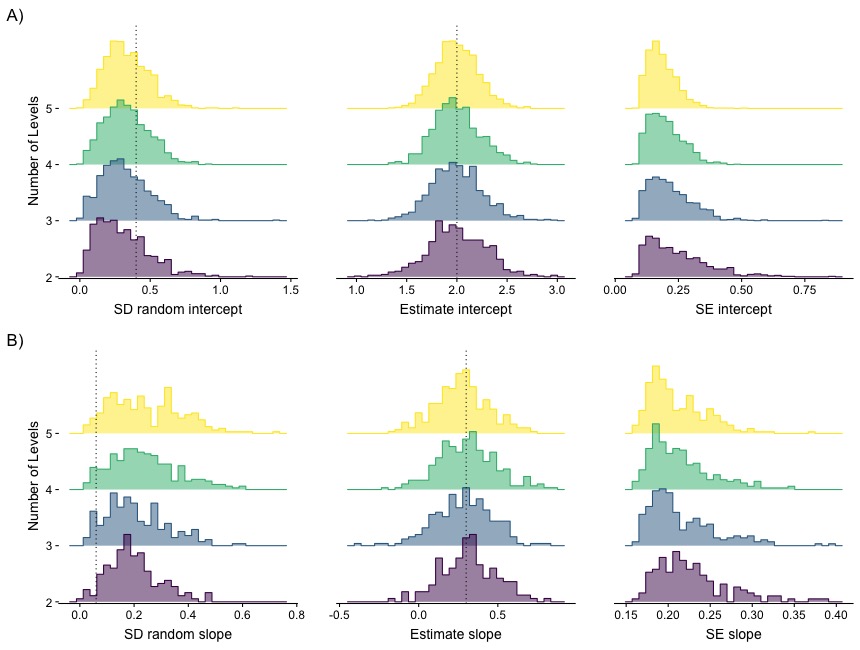 A)
Number of Levels
5
4
3
2
0.0 0.5 1.0 1.5
SD random intercept
1.0 1.5 2.0 2.5 3.0
Estimate intercept
0.00 0.25 0.50 0.75
SE intercept
B)
Number of Levels
5
4
3
2
0.0 0.2 0.4 0.6 0.8
SD random slope
-0.5 0.0 0.5
Estimate slope
0.15 0.20 0.25 0.30 0.35 0.40
SE slope